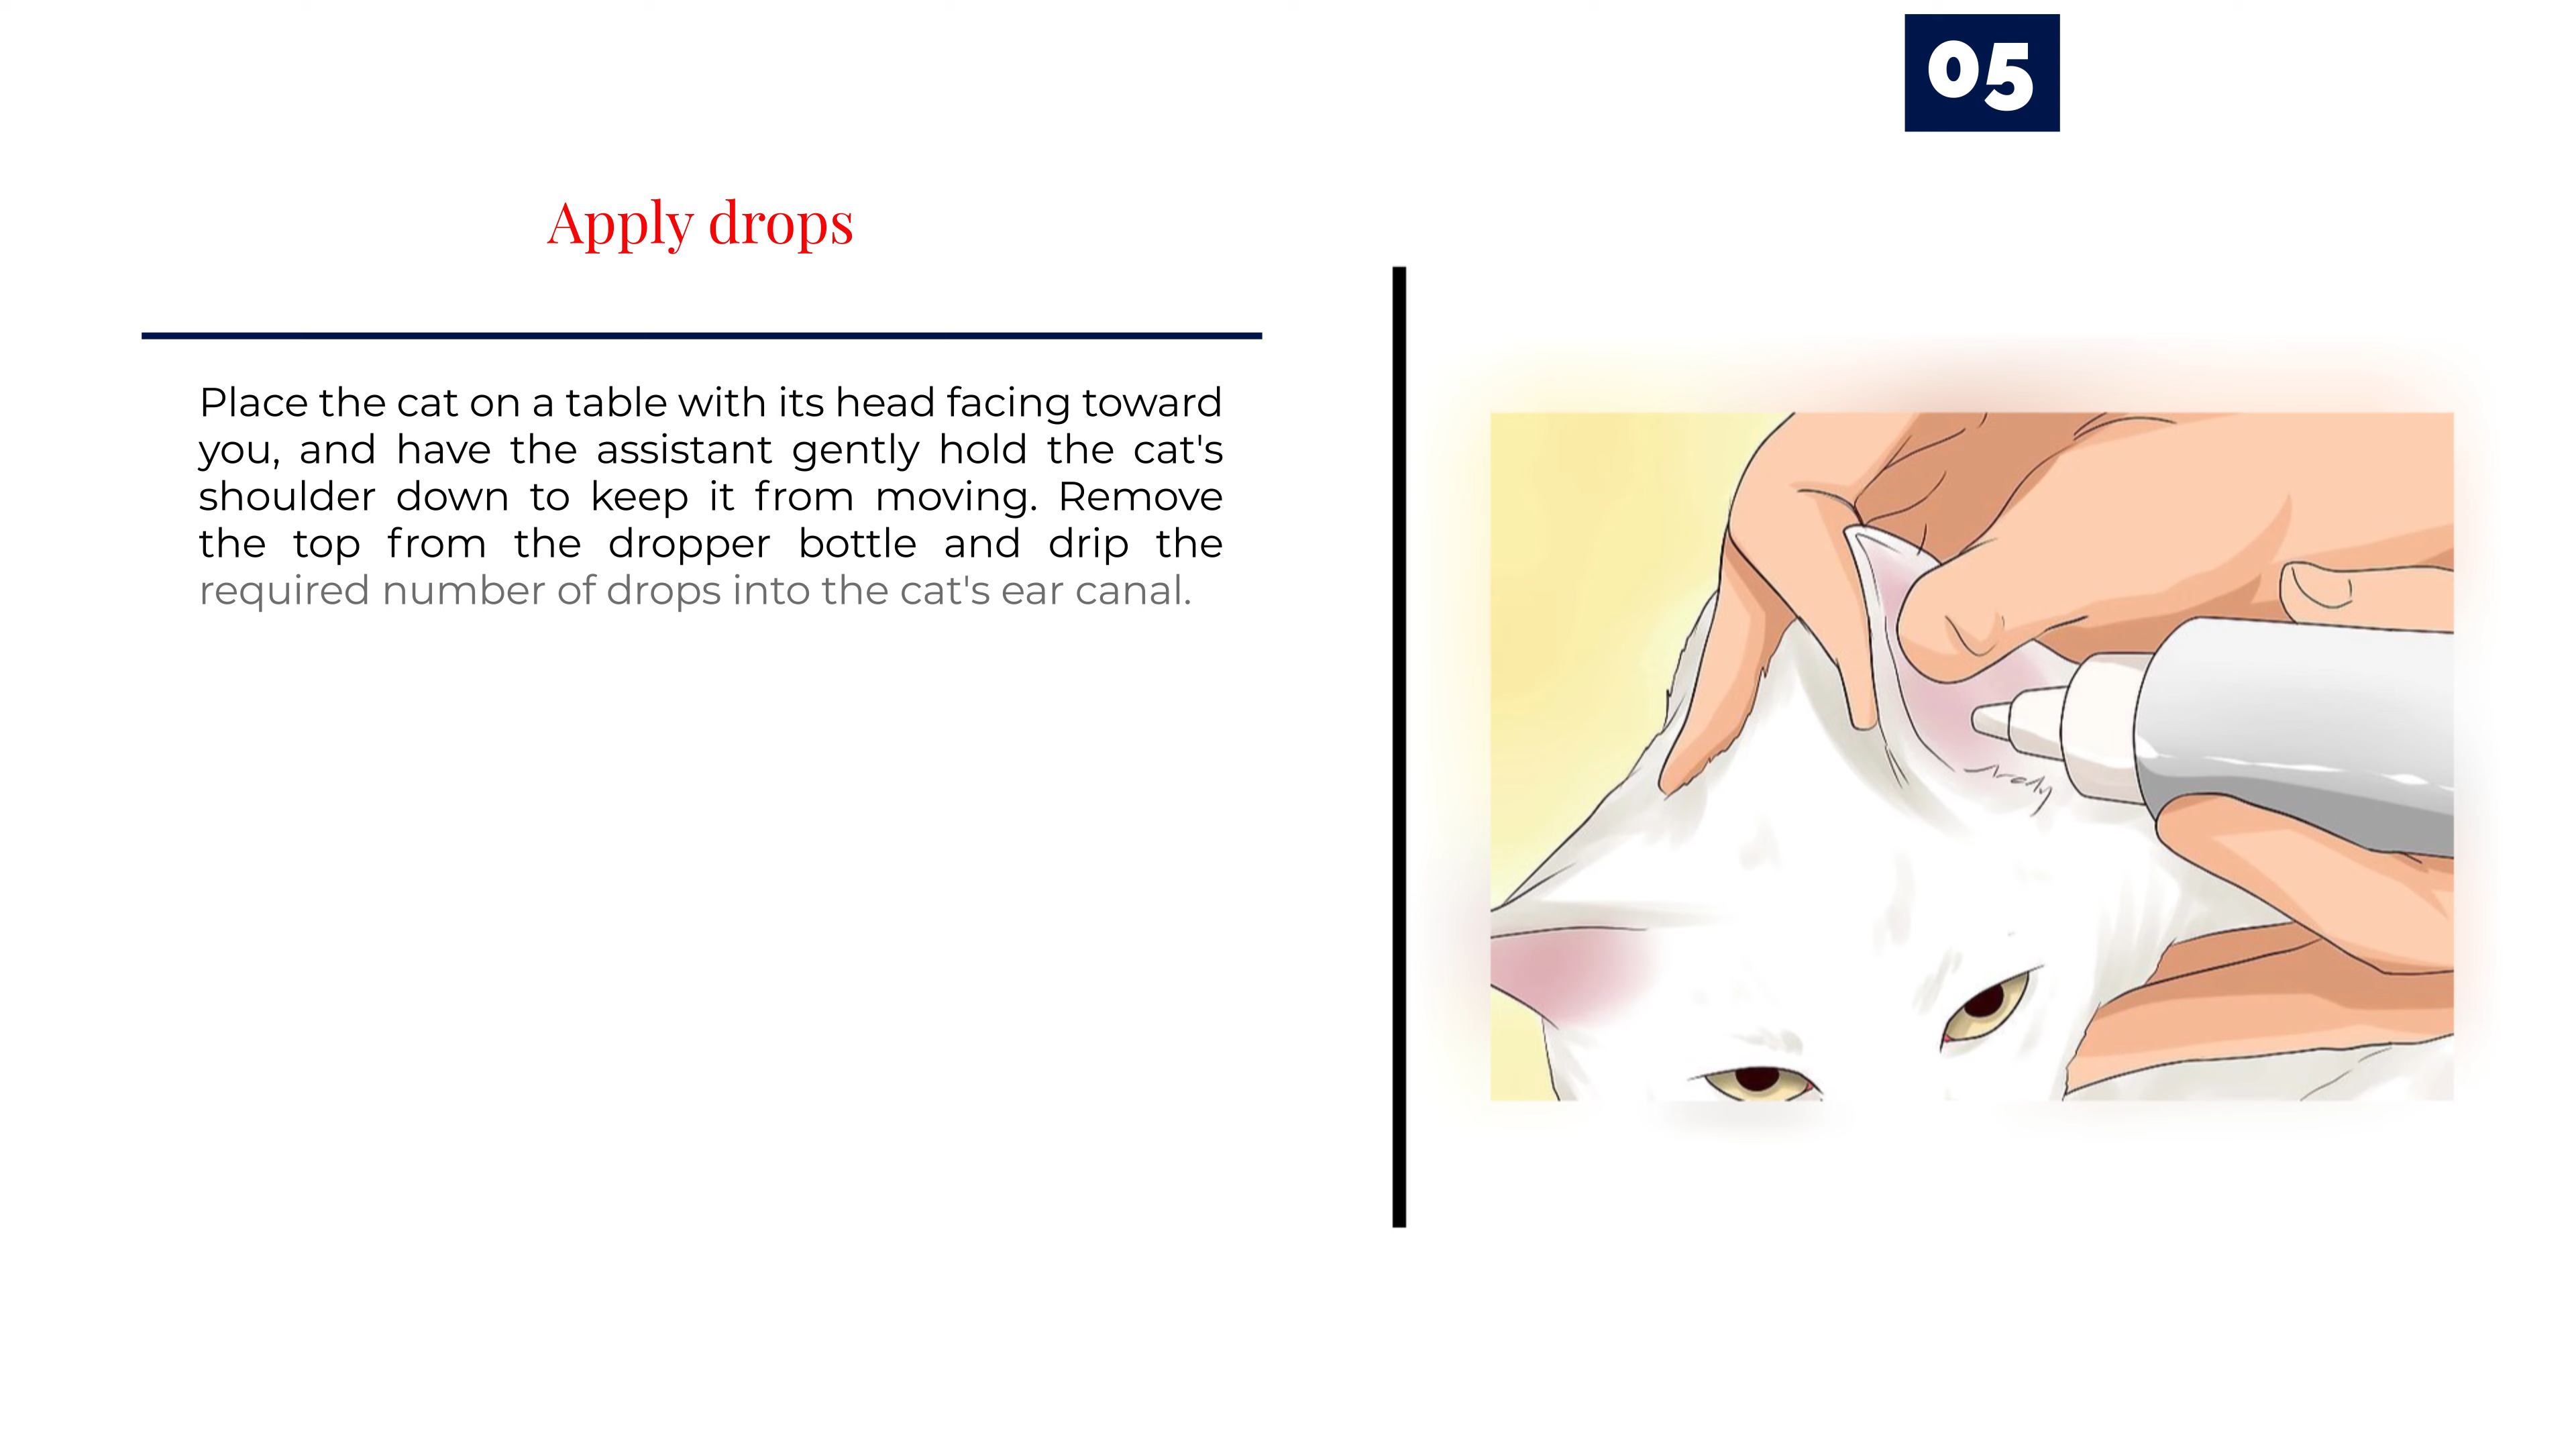 05
Apply drops
Place the cat on a table with its head facing toward
you, and have the assistant gently hold the cat's
shoulder down to keep it from moving. Remove
the top from the dropper bottle and drip the
required number of drops into the cat's ear canal.